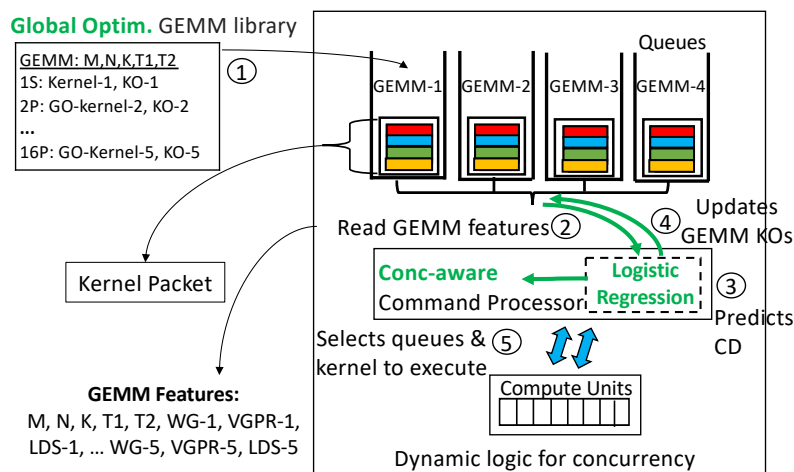 Global Optim. GEMM library
GEMM: M,N,K,T1,T2
1S: Kernel-1, KO-1
2P: GO-kernel-2, KO-2
...
16P: GO-Kernel-5, KO-5
1
Queues
GEMM-1
GEMM-2
GEMM-3
GEMM-4
Read GEMM features
2
4
Updates
GEMM KOs
Kernel Packet
Conc-aware
Command Processor
Logistic
Regression
3
Predicts
CD
Selects queues &
kernel to execute
5
Compute Units
GEMM Features:
M, N, K, T1, T2, WG-1, VGPR-1,
LDS-1, ... WG-5, VGPR-5, LDS-5
Dynamic logic for concurrency